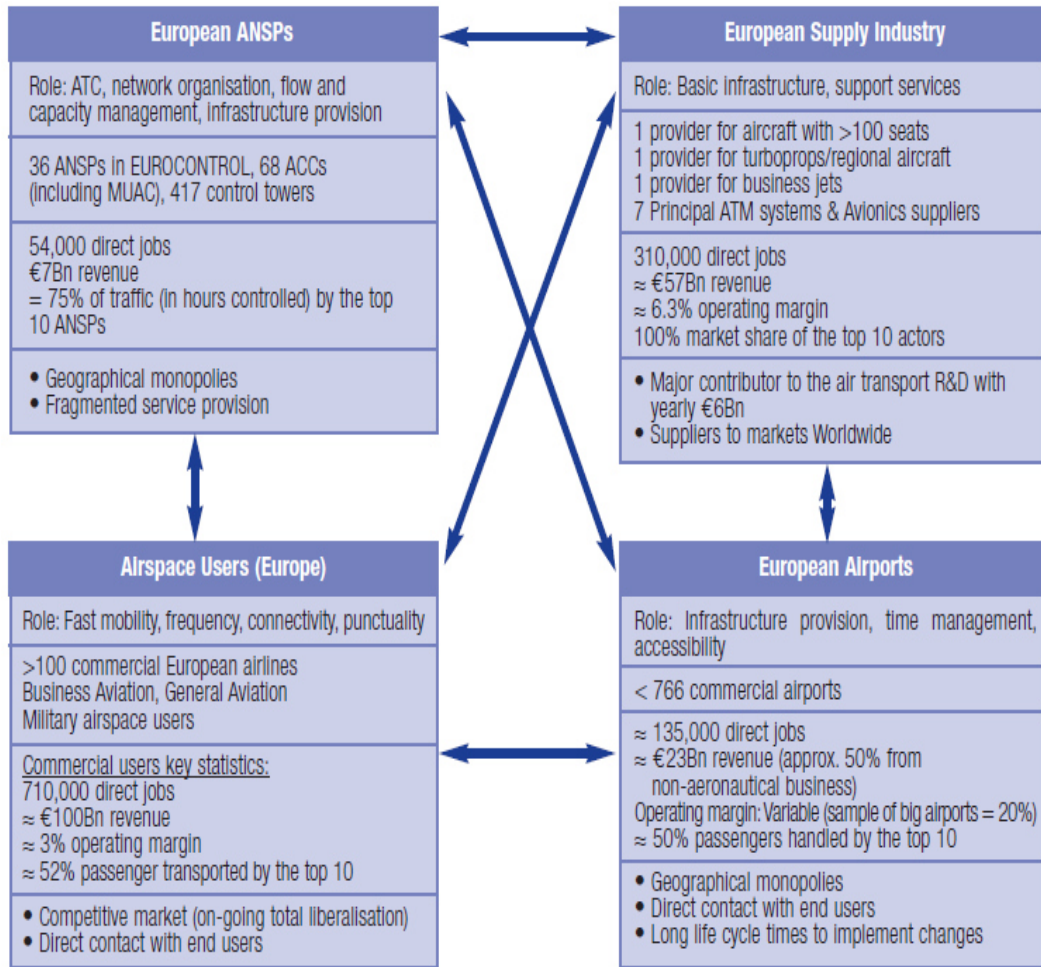 European ANSPs
Role: ATC, network organisation, flow and
capacity management, infrastructure provision
36 ANSPs in EUROCONTROL, 68 ACCs
(including MUAC), 417 control towers
54,000 direct jobs
€7Bn revenue
= 75% of traffic (in hours controlled) by the top
10 ANSPs
• Geographical monopolies
• Fragmented service provision
European Supply Industry
Role: Basic infrastructure, support services
1 provider for aircraft with >100 seats
1 provider for turboprops/regional aircraft
1 provider for business jets
7 Principal ATM systems & Avionics suppliers
310,000 direct jobs
≈ €57Bn revenue
≈ 6.3% operating margin
100% market share of the top 10 actors
• Major contributor to the air transport R&D with
yearly €6Bn
• Suppliers to markets Worldwide
Airspace Users (Europe)
Role: Fast mobility, frequency, connectivity, punctuality
>100 commercial European airlines
Business Aviation, General Aviation
Military airspace users
Commercial users key statistics:
710,000 direct jobs
≈ €100Bn revenue
≈ 3% operating margin
≈ 52% passenger transported by the top 10
• Competitive market (on-going total liberalisation)
• Direct contact with end users
European Airports
Role: Infrastructure provision, time management,
accessibility
< 766 commercial airports
≈ 135,000 direct jobs
≈ €23Bn revenue (approx. 50% from
non-aeronautical business)
Operating margin: Variable (sample of big airports = 20%)
≈ 50% passengers handled by the top 10
• Geographical monopolies
• Direct contact with end users
• Long life cycle times to implement changes